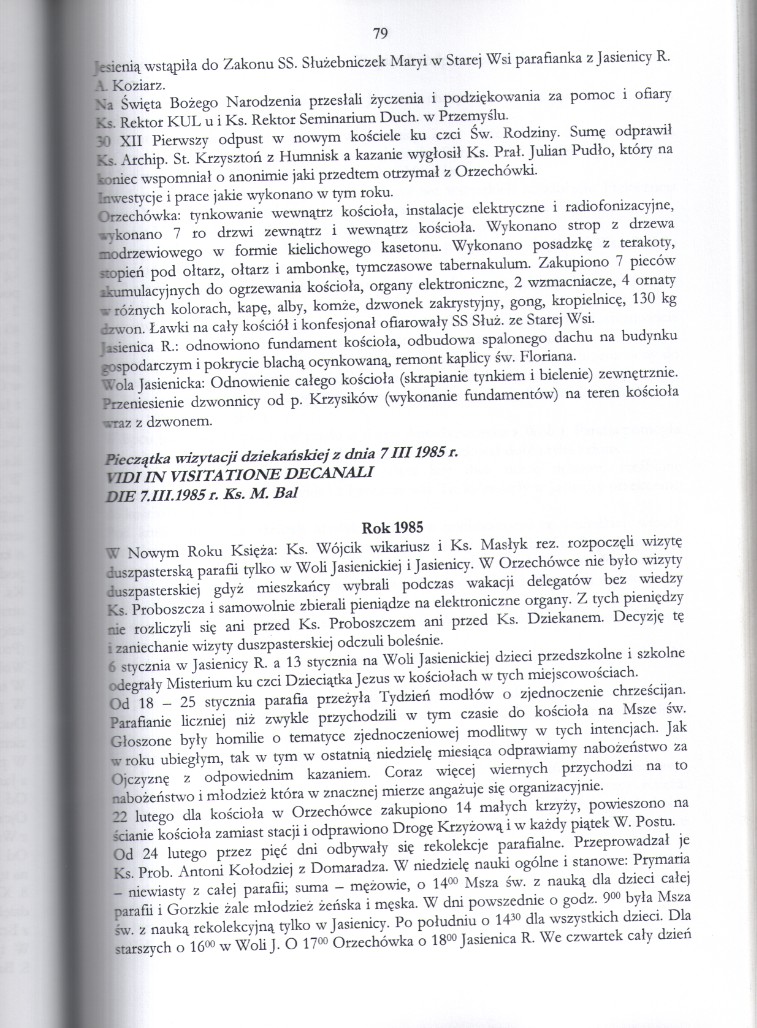 79
Jesienią wstąpiła do Zakonu SS. Służebniczek Maryi w Starej Wsi parafianka z Jasienicy R.
A. Koziarz.
Na Święta Bożego Narodzenia przesłali życzenia i podziękowania za pomoc i ofiary
Ks. Rektor KUL u i Ks. Rektor Seminarium Duch. w Przemyślu.
30 XII Pierwszy odpust w nowym kościele ku czci Św. Rodziny. Sumę odprawił
Ks. Archip. St. Krzysztoń z Humnisk a kazanie wygłosił Ks. Prał. Julian Pudło, który na
koniec wspomniał o anonimie jaki przedtem otrzymał z Orzechówki.
Inwestycje i prace jakie wykonano w tym roku.
Orzechówka: tynkowanie wewnątrz kościoła, instalacje elektryczne i radiofonizacyjne,
wykonano 7 ro drzwi zewnątrz i wewnątrz kościoła. Wykonano strop z drzewa
modrzewiowego w formie kielichowego kasetonu. Wykonano posadzkę z terakoty,
stopień pod ołtarz, ołtarz i ambonkę, tymczasowe tabernakulum. Zakupiono 7 pieców
akumulacyjnych do ogrzewania kościoła, organy elektroniczne, 2 wzmacniacze, 4 ornaty
w różnych kolorach, kapę, alby, komże, dzwonek zakrystyjny, gong, kropielnicę, 130 kg
dzwon. Ławki na cały kościół i konfesjonał ofiarowały SS Służ. ze Starej Wsi.
Jasienica R.: odnowiono fundament kościoła, odbudowa spalonego dachu na budynku
gospodarczym i pokrycie blachą ocynkowaną, remont kaplicy św. Floriana.
Wola Jasienicka: Odnowienie całego kościoła (skrapianie tynkiem i bielenie) zewnętrznie.
Przeniesienie dzwonnicy od p. Krzysików (wykonanie fundamentów) na teren kościoła
wraz z dzwonem.
Pieczątka wizytacji dziekańskiej z dnia 7 III 1985 r.
VIDI IN VISITATIONE DECANALI
DIE 7.III.1985 r. Ks. M. Bal
Rok 1985
W Nowym Roku Księża: Ks. Wójcik wikariusz i Ks. Masłyk rez. rozpoczęli wizytę
duszpasterską parafii tylko w Woli Jasienickiej i Jasienicy. W Orzechówce nie było wizyty
duszpasterskiej gdyż mieszkańcy wybrali podczas wakacji delegatów bez wiedzy
Ks. Proboszcza i samowolnie zbierali pieniądze na elektroniczne organy. Z tych pieniędzy
nie rozliczyli się ani przed Ks. Proboszczem ani przed Ks. Dziekanem. Decyzję tę
i zaniechanie wizyty duszpasterskiej odczuli boleśnie.
6 stycznia w Jasienicy R. a 13 stycznia na Woli Jasienickiej dzieci przedszkolne i szkolne
odegrały Misterium ku czci Dzieciątka Jezus w kościołach w tych miejscowościach.
Od 18 – 25 stycznia parafia przeżyła Tydzień modłów o zjednoczenie chrześcijan.
Parafianie liczniej niż zwykle przychodzili w tym czasie do kościoła na Msze św.
Głoszone były homilie o tematyce zjednoczeniowej modlitwy w tych intencjach. Jak
w roku ubiegłym, tak w tym w ostatnią niedzielę miesiąca odprawiamy nabożeństwo za
Ojczyznę z odpowiednim kazaniem. Coraz więcej wiernych przychodzi na to
nabożeństwo i młodzież która w znacznej mierze angażuje się organizacyjnie.
22 lutego dla kościoła w Orzechówce zakupiono 14 małych krzyży, powieszono na
ścianie kościoła zamiast stacji i odprawiono Drogę Krzyżową i w każdy piątek W. Postu.
Od 24 lutego przez pięć dni odbywały się rekolekcje parafialne. Przeprowadzał je
Ks. Prob. Antoni Kołodziej z Domaradza. W niedzielę nauki ogólne i stanowe: Prymaria
– niewiasty z całej parafii; suma – mężowie, o 14⁰⁰ Msza św. z nauką dla dzieci całej
parafii i Gorzkie żale młodzież żeńska i męska. W dni powszednie o godz. 9⁰⁰ była Msza
św. z nauką rekolekcyjną tylko w Jasienicy. Po południu o 14³⁰ dla wszystkich dzieci. Dla
starszych o 16⁰⁰ w Woli J. O 17⁰⁰ Orzechówka o 18⁰⁰ Jasienica R. We czwartek cały dzień